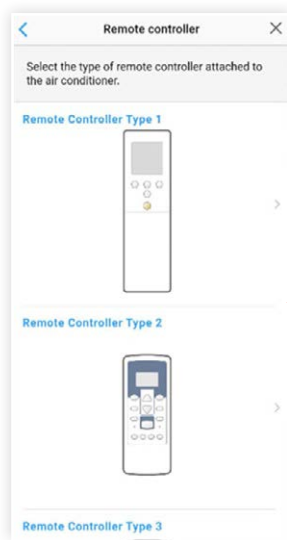 Remote controller
Select the type of remote controller attached to
the air conditioner.
Remote Controller Type 1
Remote Controller Type 2
Remote Controller Type 3